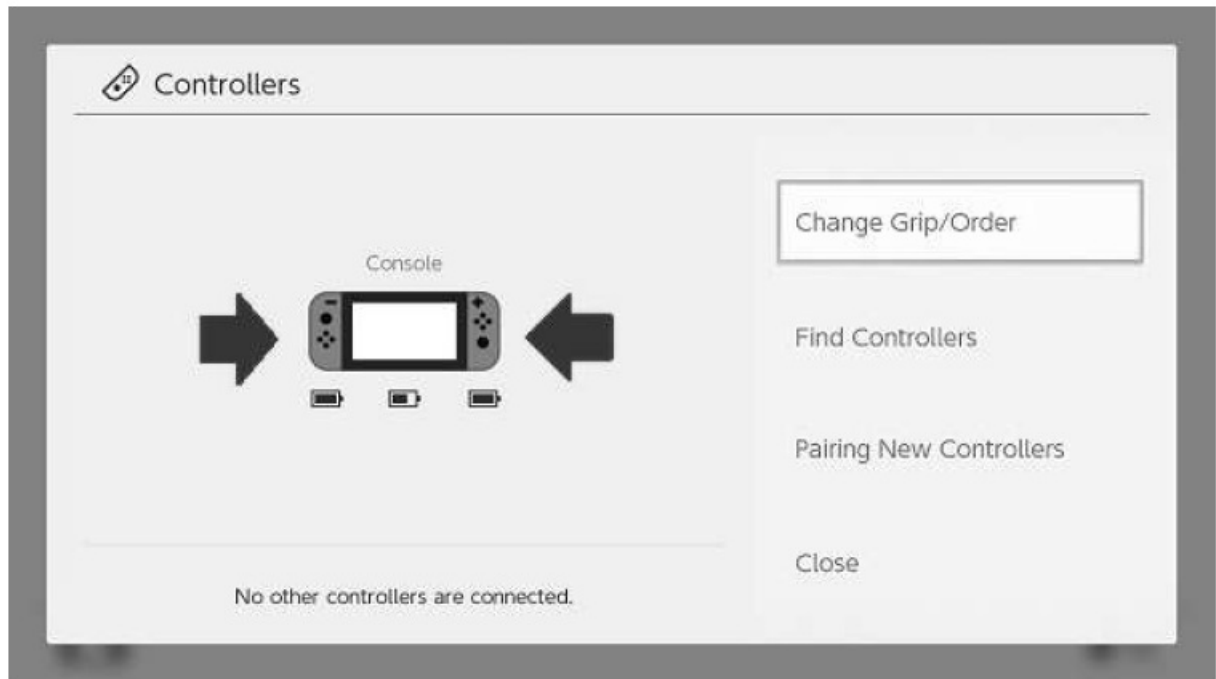 Controllers
Console
No other controllers are connected.
Change Grip/Order
Find Controllers
Pairing New Controllers
Close